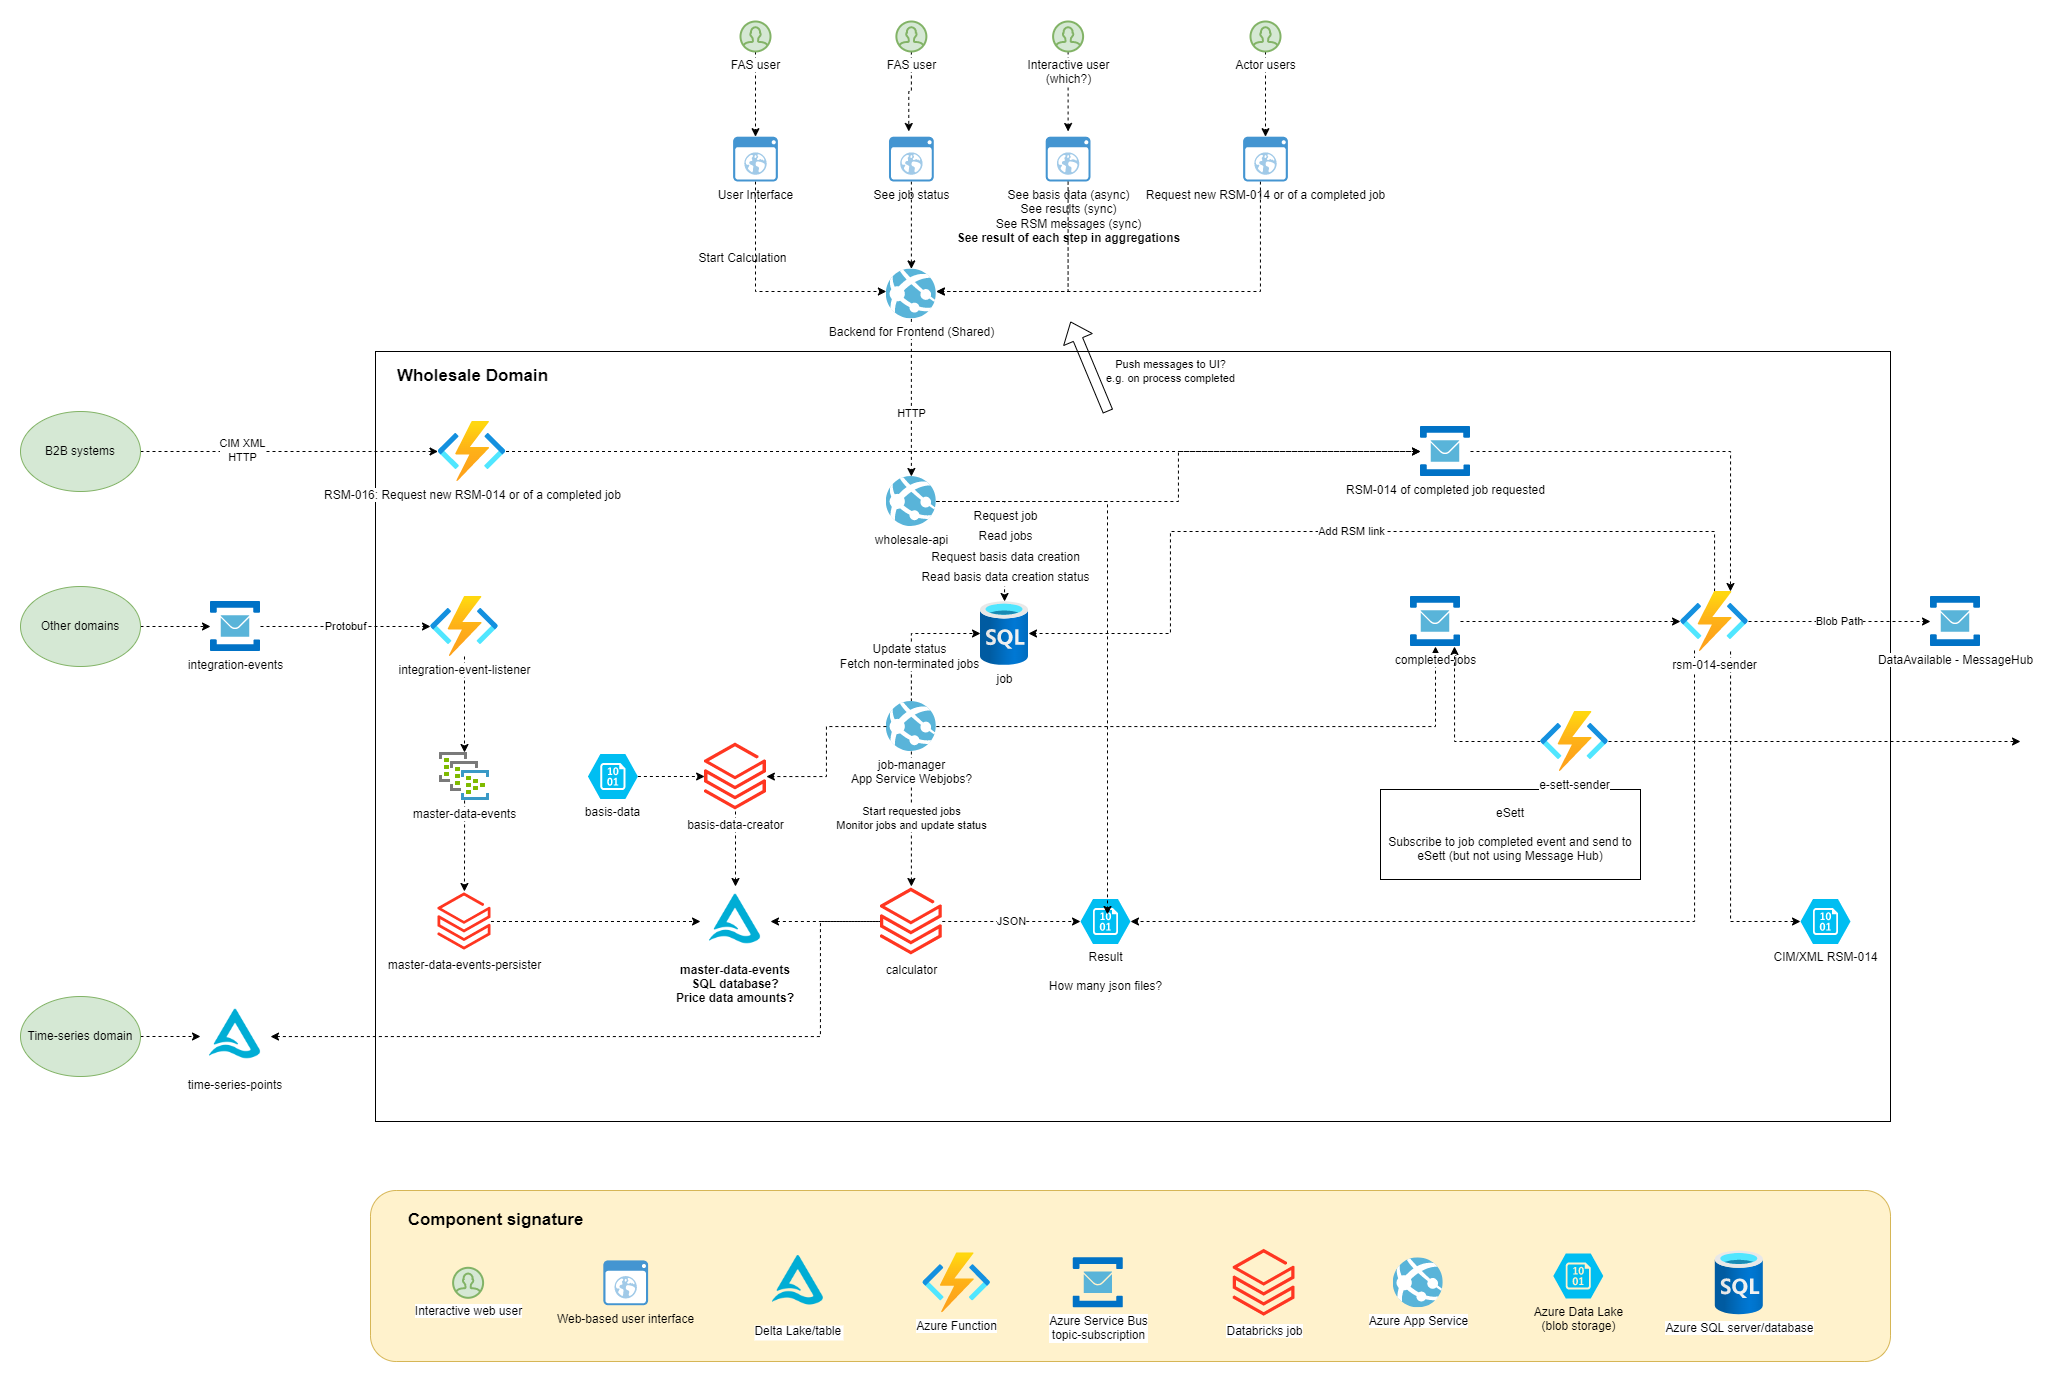 FAS user
FAS user
Interactive user
(which?)
Actor users
User Interface
See job status
See basis data (async)
See results (sync)
See RSM messages (sync)
See result of each step in aggregations
Request new RSM-014 or of a completed job
Start Calculation
Backend for Frontend (Shared)
Push messages to UI?
e.g. on process completed
Wholesale Domain
HTTP
B2B systems
CIM XML
HTTP
RSM-016: Request new RSM-014 or of a completed job
RSM-014 of completed job requested
wholesale-api
Request job
Read jobs
Request basis data creation
Read basis data creation status
Add RSM link
Other domains
integration-events
Protobuf
integration-event-listener
SQL
job
Update status
Fetch non-terminated jobs
completed-jobs
rsm-014-sender
Blob Path
DataAvailable - MessageHub
master-data-events
10
01
basis-data
basis-data-creator
job-manager
App Service Webjobs?
Start requested jobs
Monitor jobs and update status
e-sett-sender
eSett
Subscribe to job completed event and send to
eSett (but not using Message Hub)
master-data-events-persister
master-data-events
SQL database?
Price data amounts?
calculator
JSON
10
01
Result
How many json files?
10
01
CIM/XML RSM-014
Time-series domain
time-series-points
Component signature
Interactive web user
Web-based user interface
Delta Lake/table
Azure Function
Azure Service Bus
topic-subscription
Databricks job
Azure App Service
10
01
Azure Data Lake
(blob storage)
SQL
Azure SQL server/database